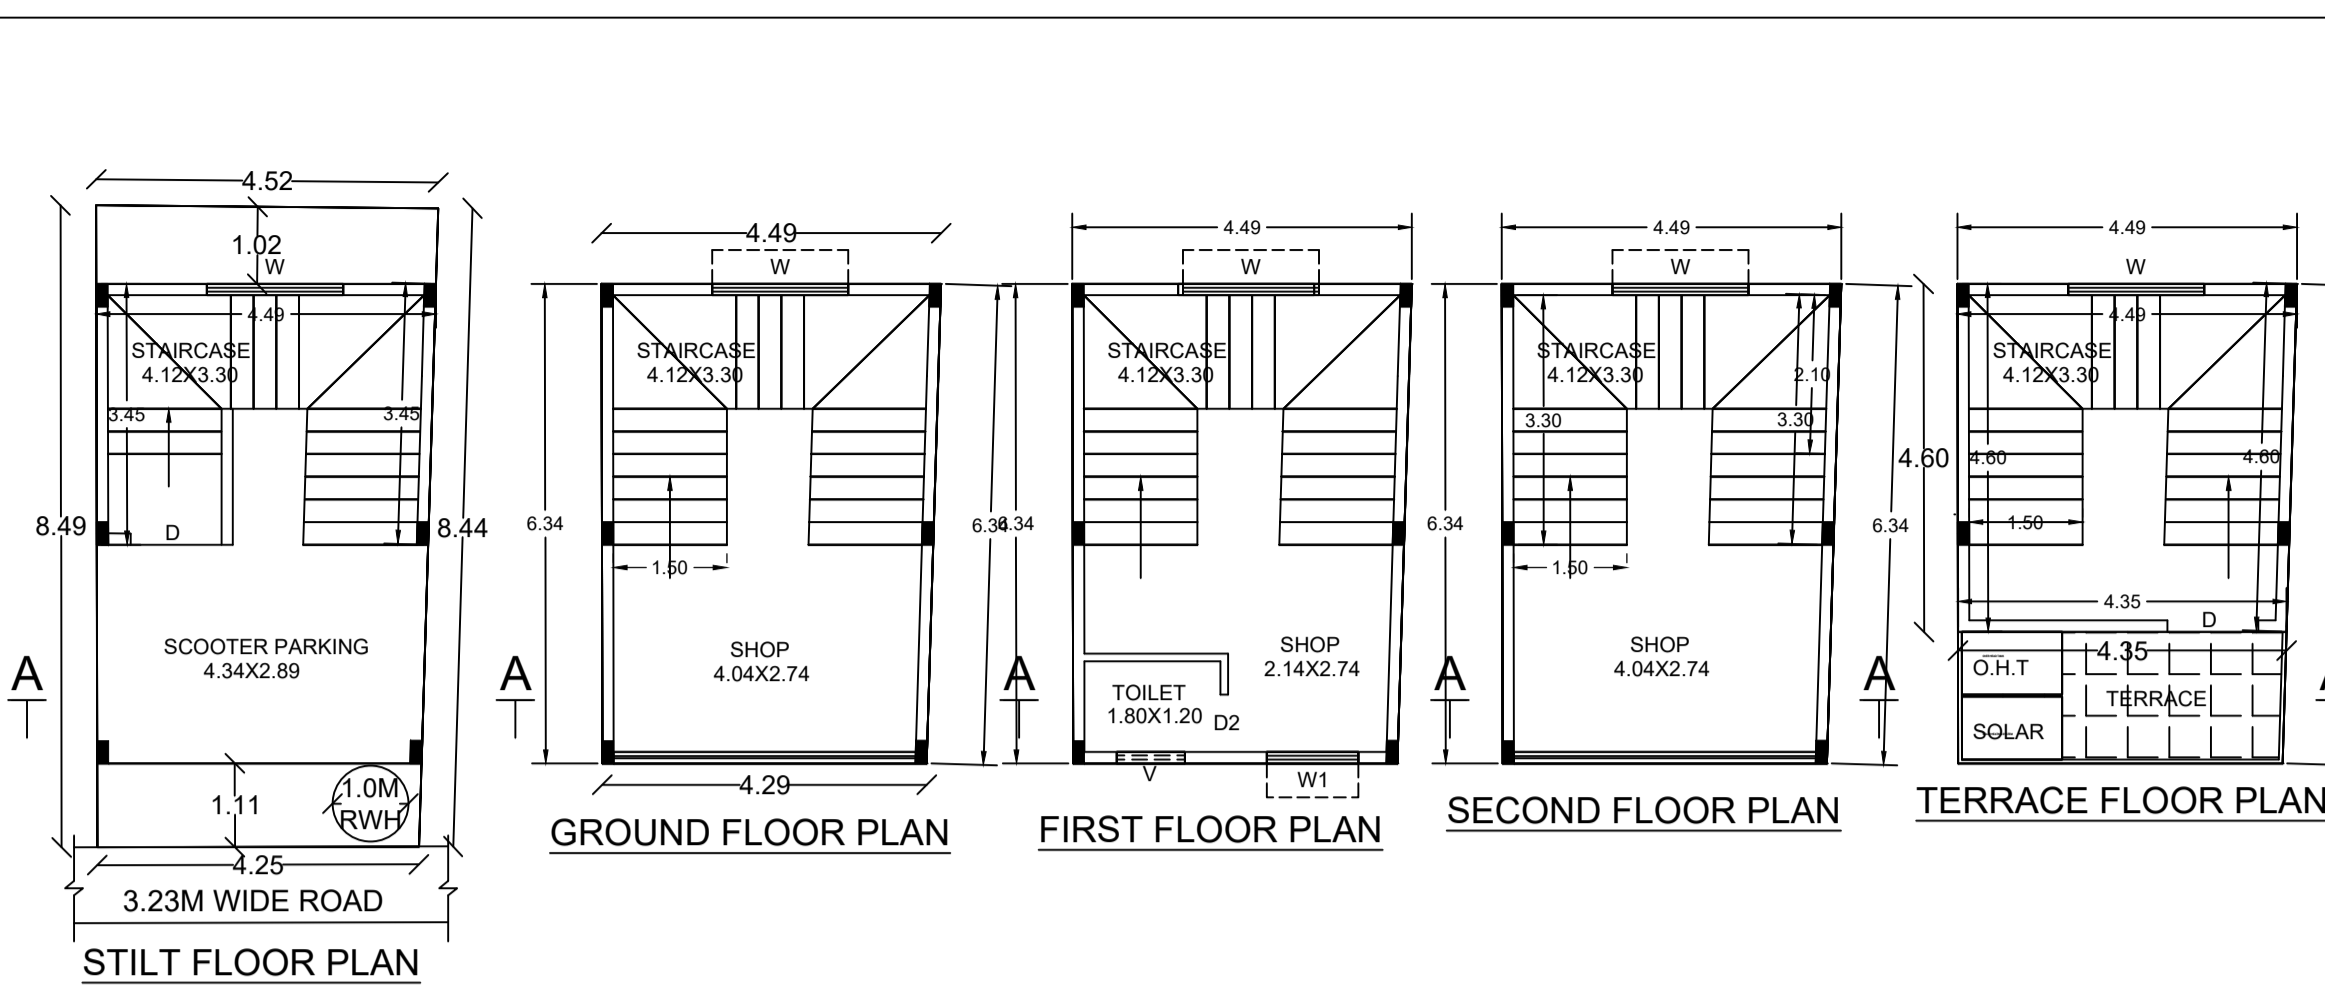 4.52
1.02
W
4.49
STAIRCASE
4.12X3.30
3.45
3.45
8.49
D
8.44
SCOOTER PARKING
4.34X2.89
A
1.11
1.0M
RWH
4.25
3.23M WIDE ROAD
STILT FLOOR PLAN
4.49
W
STAIRCASE
4.12X3.30
6.34
6.34
1.50
SHOP
4.04X2.74
A
4.29
GROUND FLOOR PLAN
4.49
W
STAIRCASE
4.12X3.30
6.34
SHOP
2.14X2.74
A
TOILET
1.80X1.20
D2
V
W1
FIRST FLOOR PLAN
4.49
W
STAIRCASE
4.12X3.30
2.10
3.30
3.30
6.34
6.34
1.50
SHOP
4.04X2.74
A
SECOND FLOOR PLAN
4.49
W
4.49
STAIRCASE
4.12X3.30
4.60
4.60
4.60
1.50
4.35
D
4.35
A
O.H.T
TERRACE
SOLAR
TERRACE FLOOR PLAN